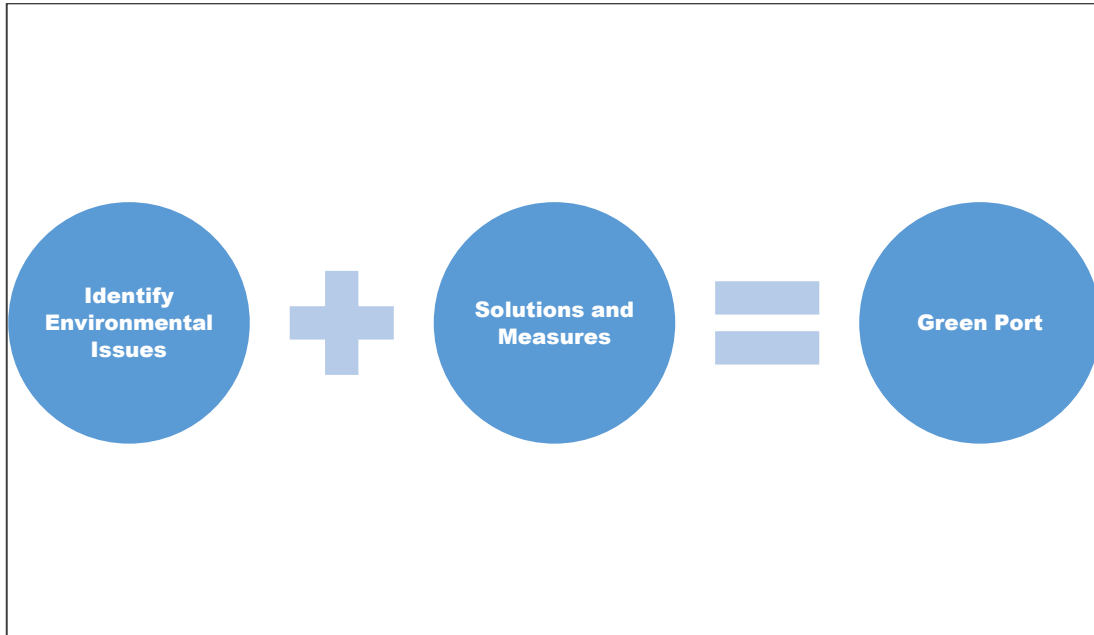 Identify
Environmental
Issues
Solutions and
Measures
Green Port